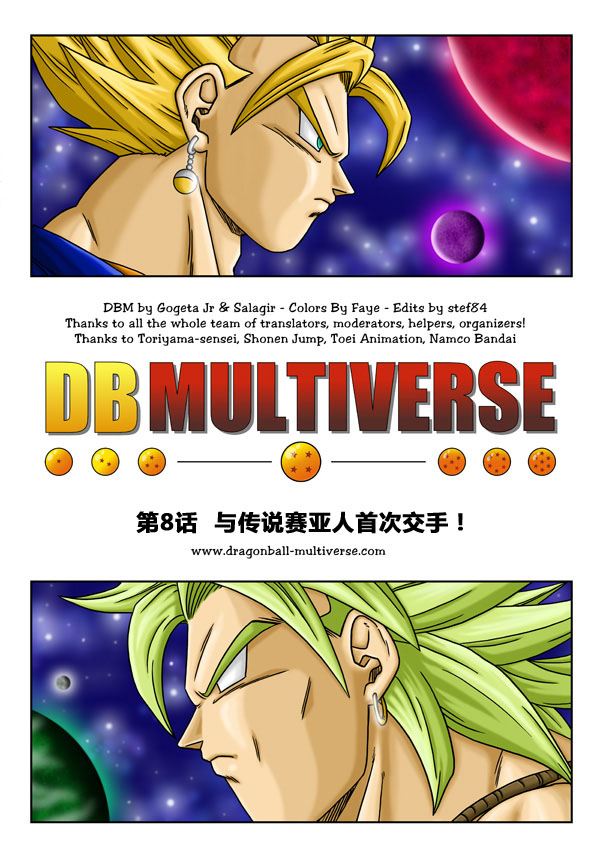 DBM by Gogeta Jr & Salagir - Colors By Faye - Edits by stef84
Thanks to all the whole team of translators, moderators, helpers, organizers!
Thanks to Toriyama-sensei, Shonen Jump, Toei Animation, Namco Bandai
DB MULTIVERSE
第8话 与传说赛亚人首次交手！
www.dragonball-multiverse.com